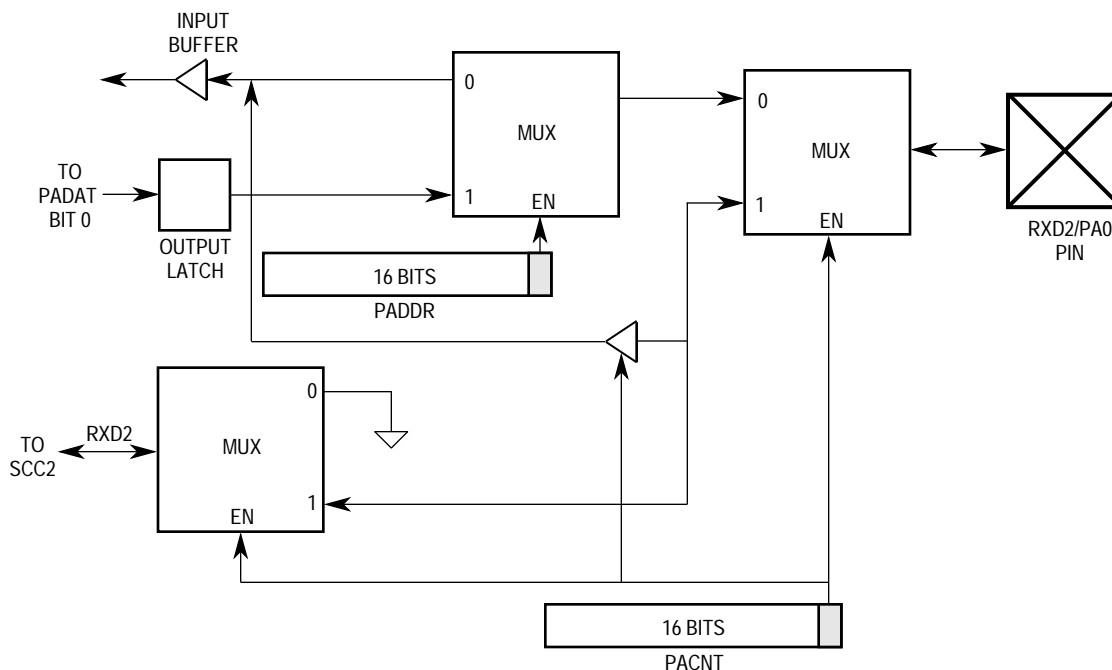 INPUT
BUFFER
0
MUX
1
EN
TO
PADAT
BIT 0
OUTPUT
LATCH
16 BITS
PADDR
0
MUX
1
EN
RXD2/PA0
PIN
0
RXD2
MUX
TO
SCC2
1
EN
16 BITS
PACNT